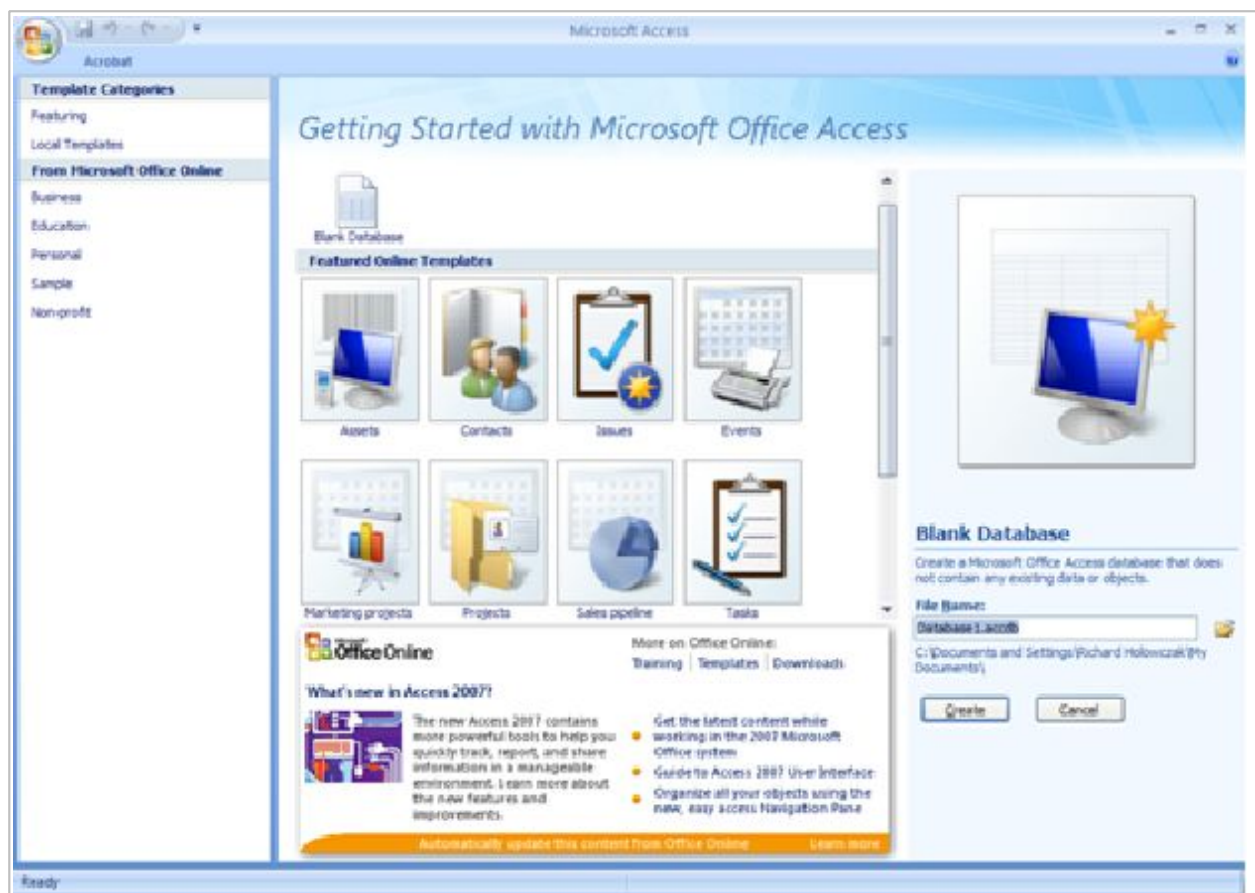 Microsoft Access
Acrobat
Template Categories
Featuring
Local Templates
From Microsoft Office Online
Business
Education
Personal
Sample
Non-profit
Getting Started with Microsoft Office Access
Blank Database
Featured Online Templates
Assets
Contacts
Issues
Events
Marketing projects
Projects
Sales pipeline
Tasks
Microsoft
Office Online
More on Office Online:
Training | Templates | Downloads
What's new in Access 2007?
The new Access 2007 contains
more powerful tools to help you
quickly track, report, and share
information in a manageable
environment. Learn more about
the new features and
improvements.
Get the latest content while
working in the 2007 Microsoft
Office system
Guide to Access 2007 User Interface
Organize all your objects using the
new, easy access Navigation Pane
Automatically update this content from Office Online
Learn more
Blank Database
Create a Microsoft Office Access database that does
not contain any existing data or objects.
File Name:
Database1.accdb
C:\Documents and Settings\Richard Holowczak\My
Documents\
Create
Cancel
Ready